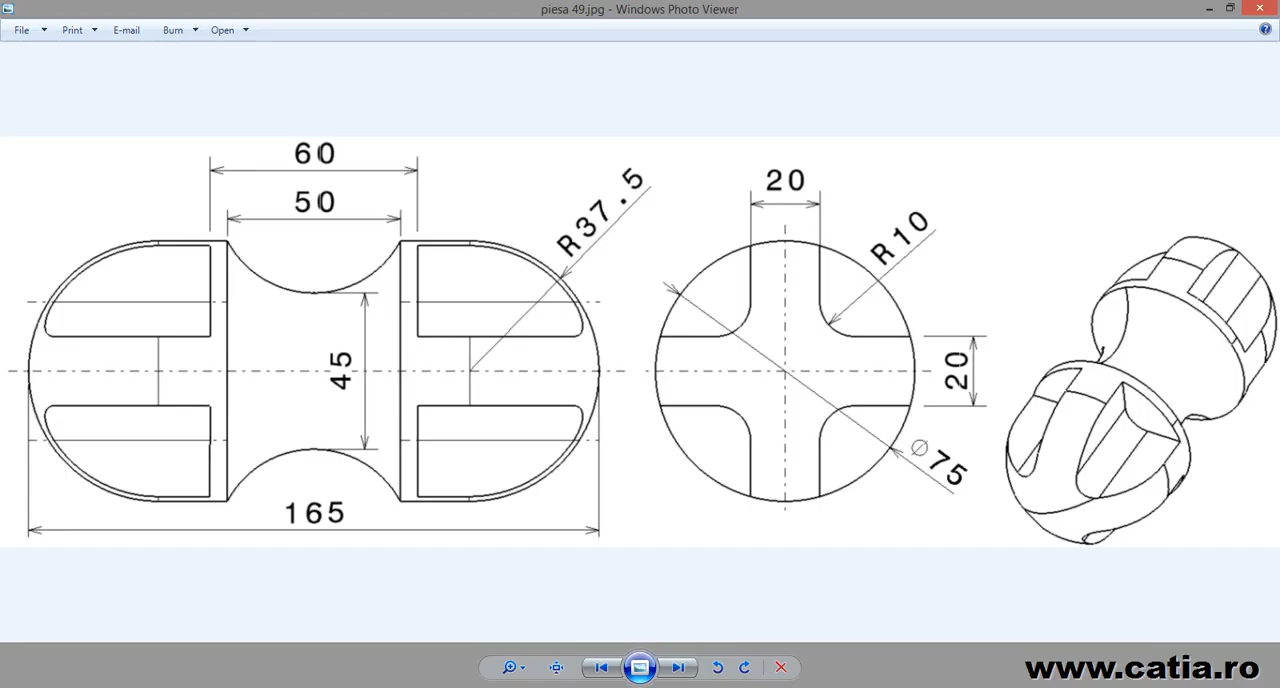 piesa 49.jpg - Windows Photo Viewer
File Print E-mail Burn Open
60
50
R37.5
45
165
20
R10
20
Ø75
www.catia.ro